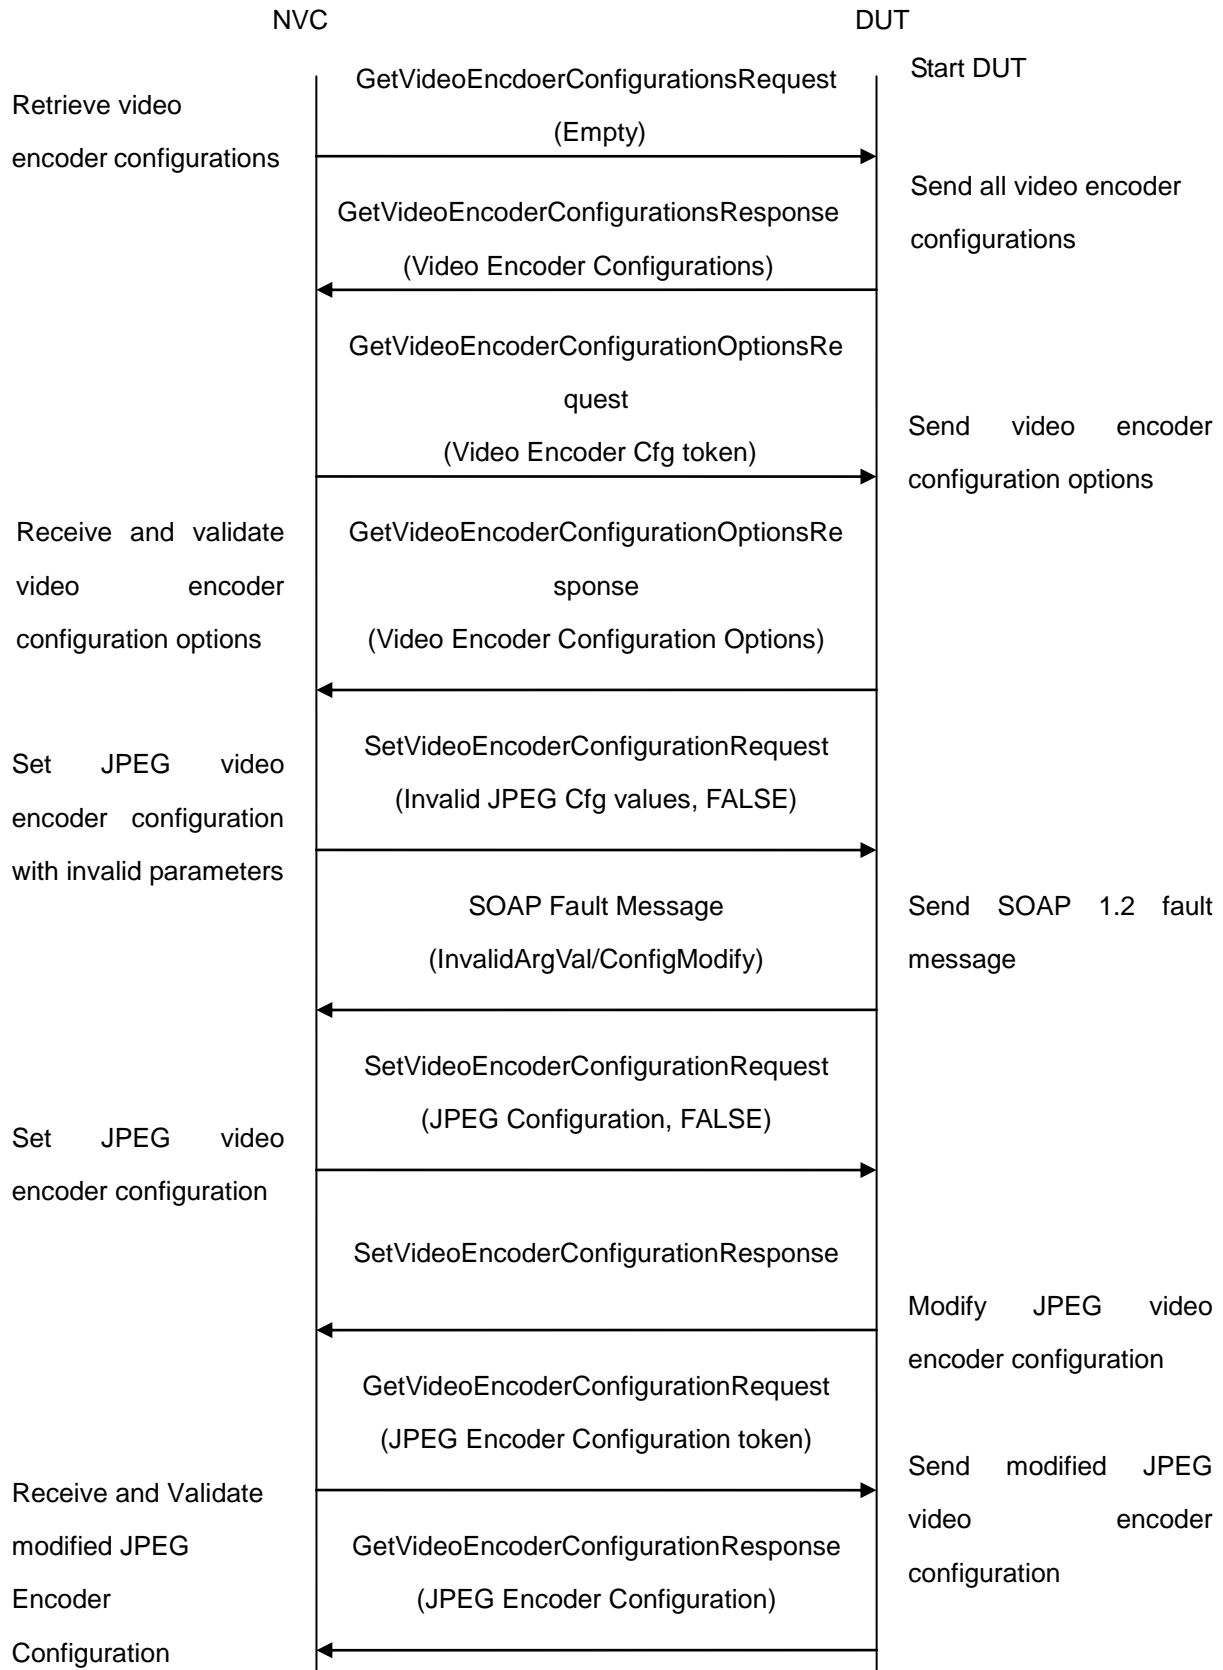 NVC
DUT
Start DUT
GetVideoEncdoerConfigurationsRequest
(Empty)
Retrieve video
encoder configurations
Send all video encoder
configurations
GetVideoEncoderConfigurationsResponse
(Video Encoder Configurations)
GetVideoEncoderConfigurationOptionsRe
quest
(Video Encoder Cfg token)
Send video encoder
configuration options
Receive and validate
video encoder
configuration options
GetVideoEncoderConfigurationOptionsRe
sponse
(Video Encoder Configuration Options)
Set JPEG video
encoder configuration
with invalid parameters
SetVideoEncoderConfigurationRequest
(Invalid JPEG Cfg values, FALSE)
SOAP Fault Message
(InvalidArgVal/ConfigModify)
Send SOAP 1.2 fault
message
SetVideoEncoderConfigurationRequest
(JPEG Configuration, FALSE)
Set JPEG video
encoder configuration
SetVideoEncoderConfigurationResponse
Modify JPEG video
encoder configuration
GetVideoEncoderConfigurationRequest
(JPEG Encoder Configuration token)
Send modified JPEG
video encoder
configuration
Receive and Validate
modified JPEG
Encoder
Configuration
GetVideoEncoderConfigurationResponse
(JPEG Encoder Configuration)